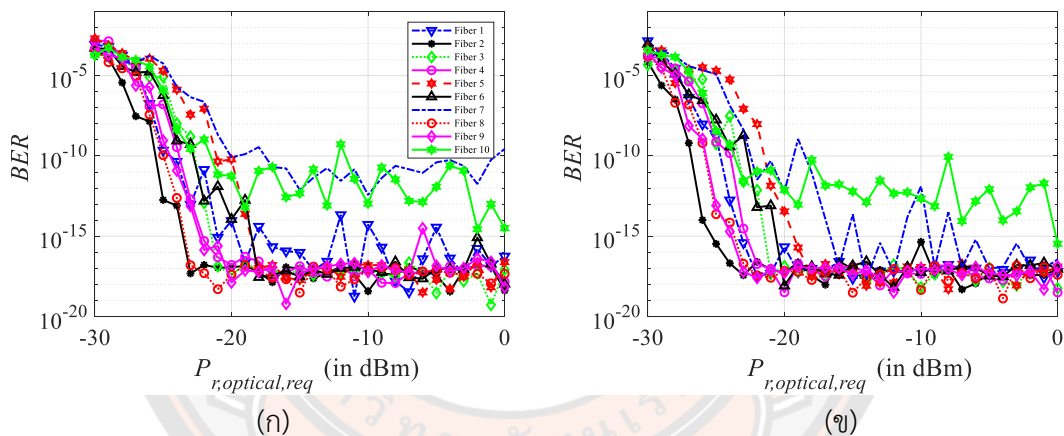 BER
10^-5
10^-10
10^-15
10^-20
-30
-20
-10
0
P_r,optical,req (in dBm)
Fiber 1
Fiber 2
Fiber 3
Fiber 4
Fiber 5
Fiber 6
Fiber 7
Fiber 8
Fiber 9
Fiber 10
(ก)
BER
10^-5
10^-10
10^-15
10^-20
-30
-20
-10
0
P_r,optical,req (in dBm)
(ข)